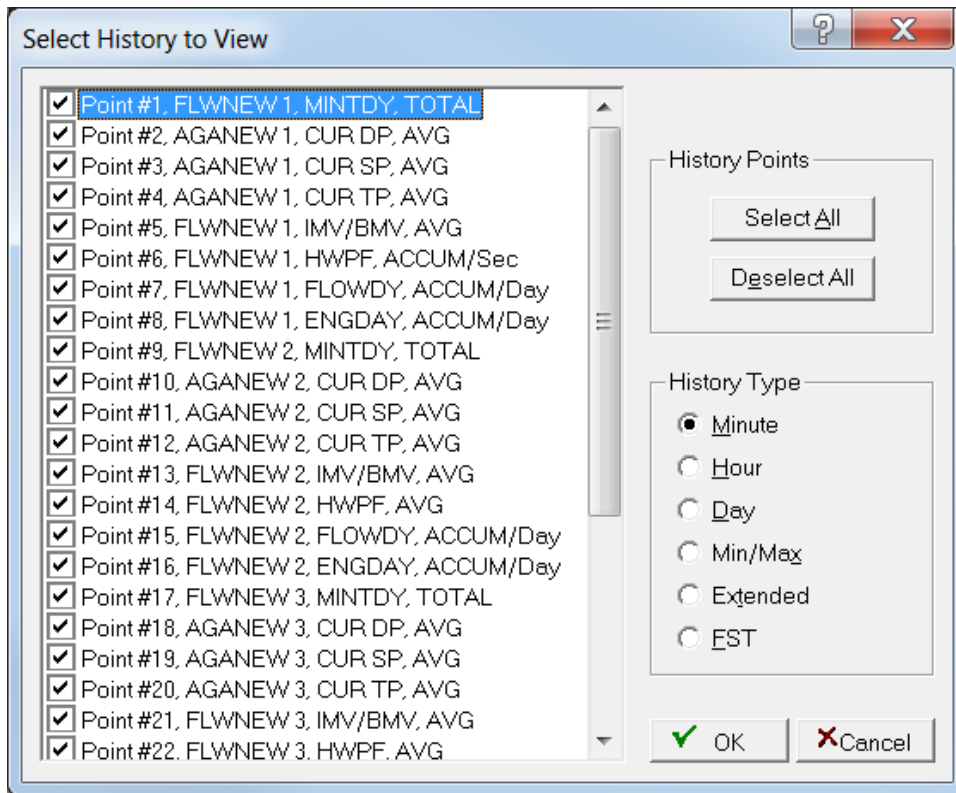 Select History to View
Point #1, FLWNEW 1, MINTDY, TOTAL
Point #2, AGANEW 1, CUR DP, AVG
Point #3, AGANEW 1, CUR SP, AVG
Point #4, AGANEW 1, CUR TP, AVG
Point #5, FLWNEW 1, IMV/BMV, AVG
Point #6, FLWNEW 1, HWPF, ACCUM/Sec
Point #7, FLWNEW 1, FLOWDY, ACCUM/Day
Point #8, FLWNEW 1, ENGDAY, ACCUM/Day
Point #9, FLWNEW 2, MINTDY, TOTAL
Point #10, AGANEW 2, CUR DP, AVG
Point #11, AGANEW 2, CUR SP, AVG
Point #12, AGANEW 2, CUR TP, AVG
Point #13, FLWNEW 2, IMV/BMV, AVG
Point #14, FLWNEW 2, HWPF, AVG
Point #15, FLWNEW 2, FLOWDY, ACCUM/Day
Point #16, FLWNEW 2, ENGDAY, ACCUM/Day
Point #17, FLWNEW 3, MINTDY, TOTAL
Point #18, AGANEW 3, CUR DP, AVG
Point #19, AGANEW 3, CUR SP, AVG
Point #20, AGANEW 3, CUR TP, AVG
Point #21, FLWNEW 3, IMV/BMV, AVG
Point #22, FLWNEW 3, HWPF, AVG
History Points
Select All
Deselect All
History Type
Minute
Hour
Day
Min/Max
Extended
FST
OK
Cancel